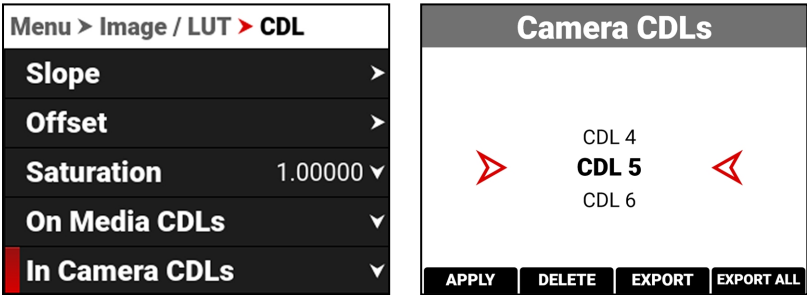 Menu > Image / LUT > CDL
Slope
Offset
Saturation 1.00000
On Media CDLs
In Camera CDLs
Camera CDLs
CDL 4
CDL 5
CDL 6
APPLY DELETE EXPORT EXPORT ALL